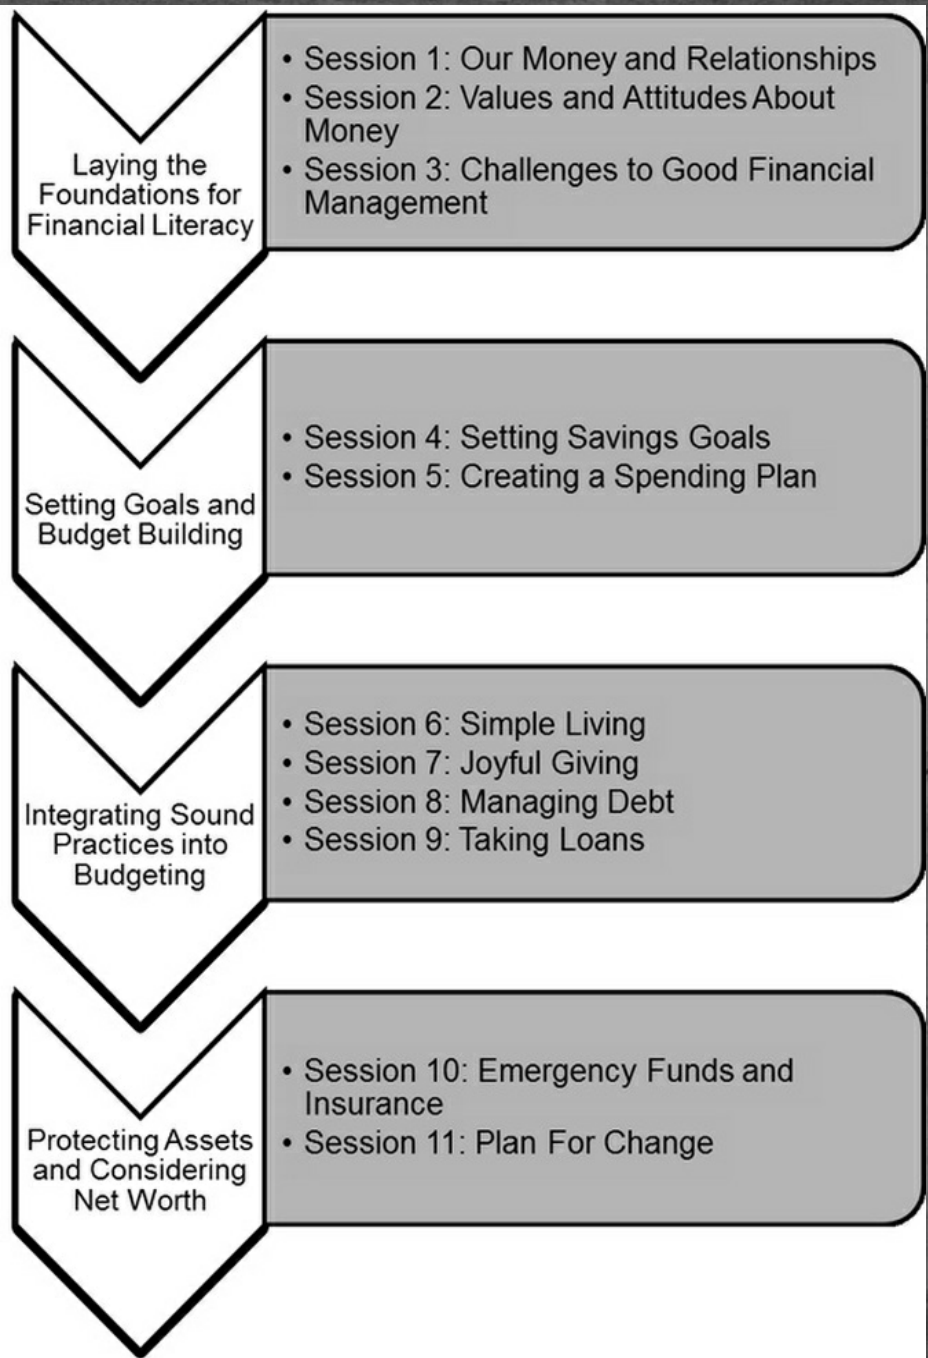 Laying the
Foundations for
Financial Literacy
• Session 1: Our Money and Relationships
• Session 2: Values and Attitudes About
Money
• Session 3: Challenges to Good Financial
Management
Setting Goals and
Budget Building
• Session 4: Setting Savings Goals
• Session 5: Creating a Spending Plan
Integrating Sound
Practices into
Budgeting
• Session 6: Simple Living
• Session 7: Joyful Giving
• Session 8: Managing Debt
• Session 9: Taking Loans
Protecting Assets
and Considering
Net Worth
• Session 10: Emergency Funds and
Insurance
• Session 11: Plan For Change